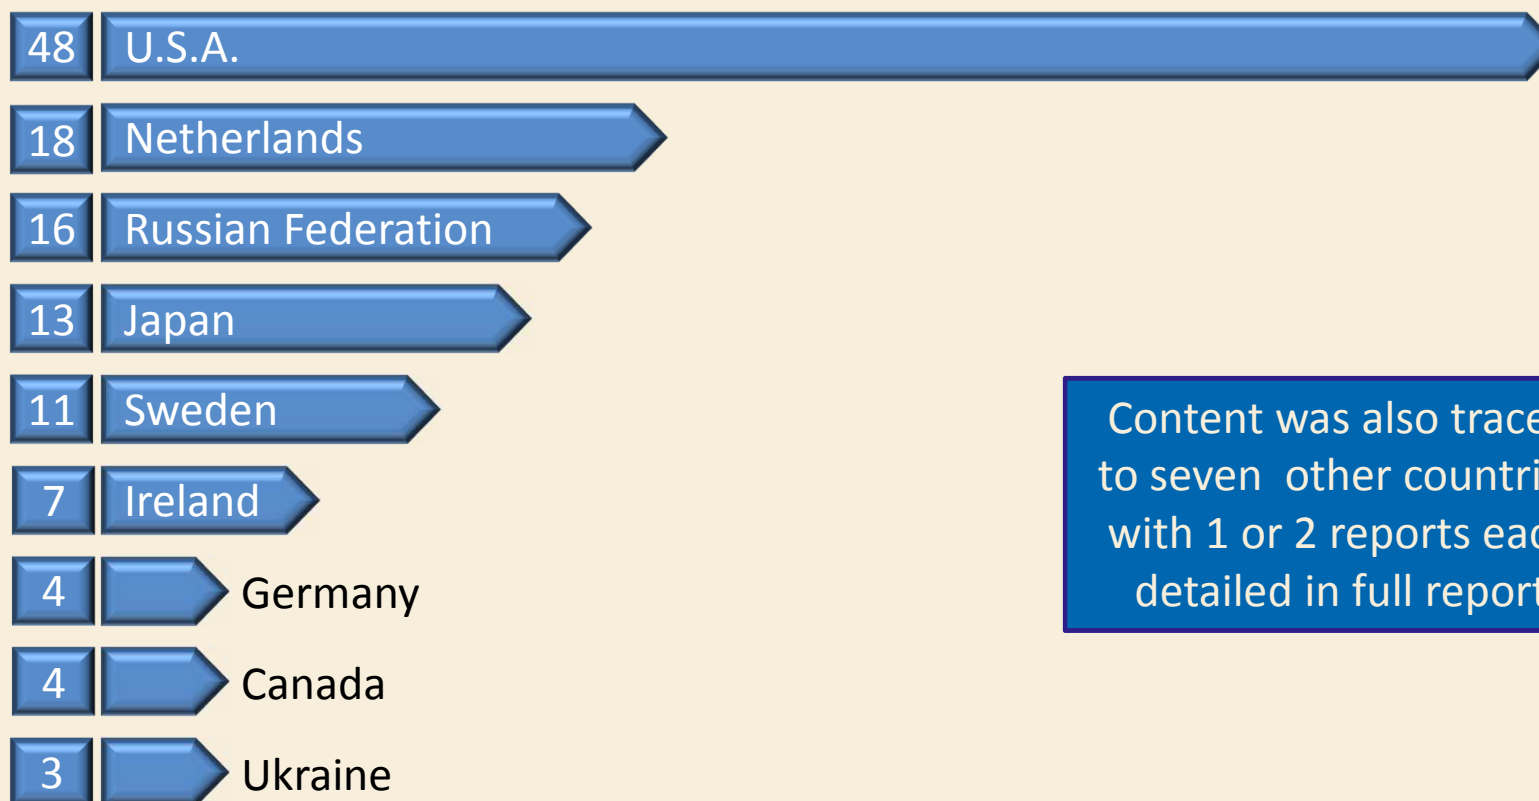 48 U.S.A.
18 Netherlands
16 Russian Federation
13 Japan
11 Sweden
7 Ireland
4 Germany
4 Canada
3 Ukraine
Content was also trace
to seven other countri
with 1 or 2 reports eac
detailed in full report